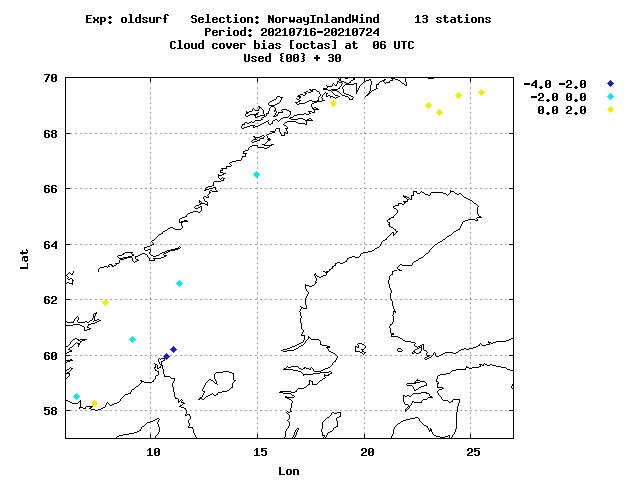 Exp: oldsurf   Selection: NorwayInlandWind     13 stations
Period: 20210716-20210724
Cloud cover bias [octas] at  06 UTC
Used {00} + 30
-4.0 -2.0
-2.0 0.0
0.0 2.0
70
68
66
64
62
60
58
Lat
10
15
20
25
Lon